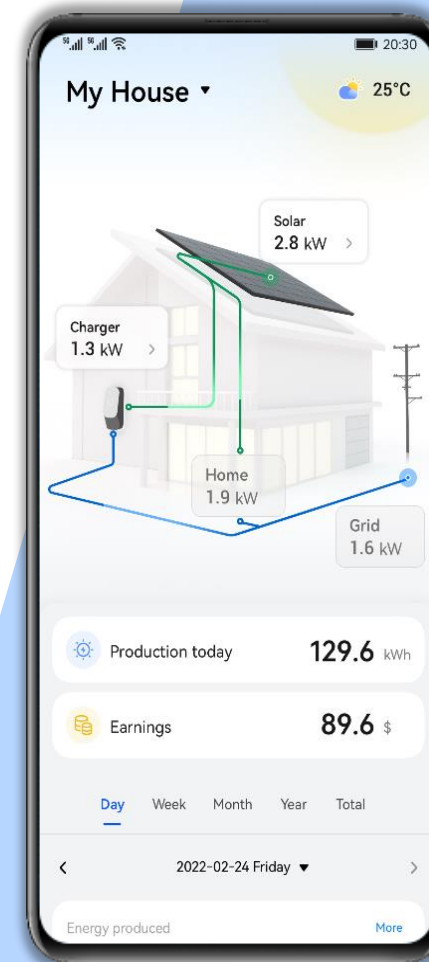 5G 5G 20:30
My House ▼ 25°C
Solar
2.8 kW >
Charger
1.3 kW >
Home
1.9 kW
Grid
1.6 kW
Production today 129.6 kWh
Earnings 89.6 $
Day Week Month Year Total
< 2022-02-24 Friday ▼ >
Energy produced More